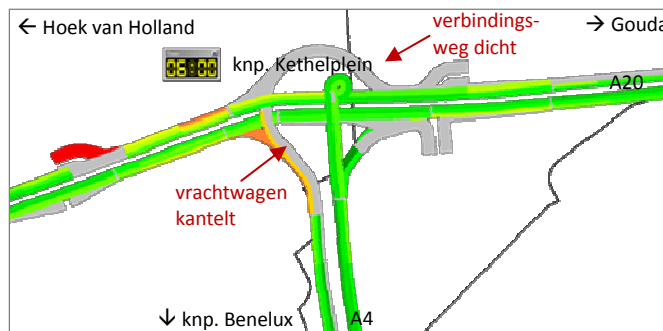 ← Hoek van Holland
verbindings-
weg dicht
→ Gouda
06:00
knp. Kethelplein
A20
vrachtwagen
kantelt
↓ knp. Benelux
A4